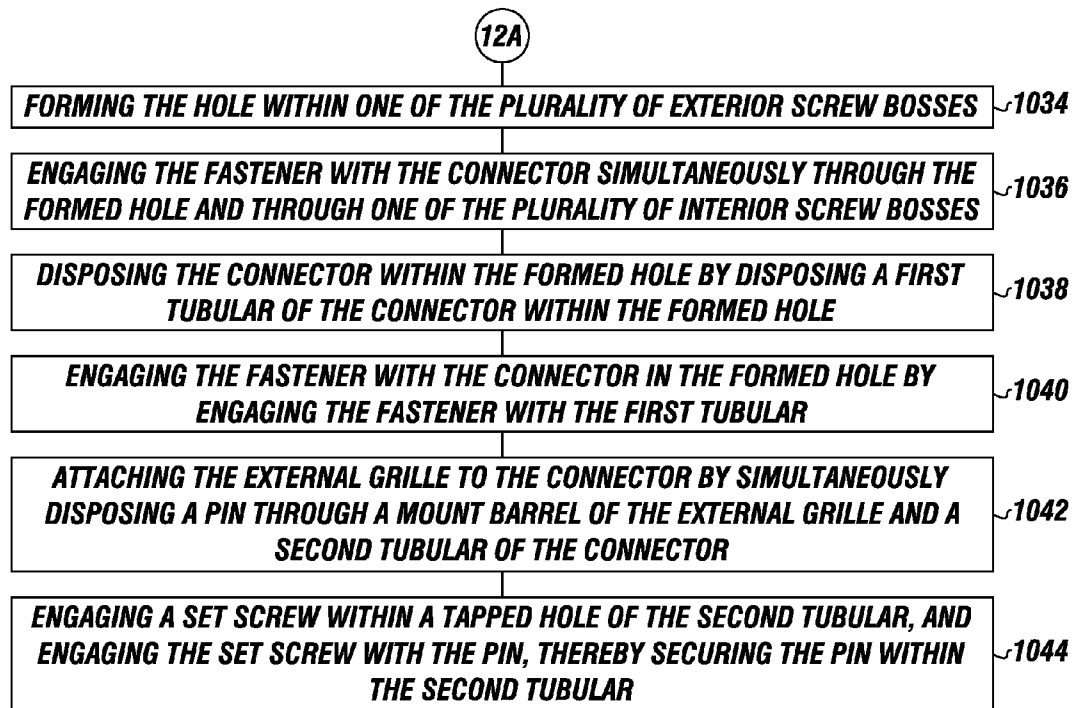 12A
FORMING THE HOLE WITHIN ONE OF THE PLURALITY OF EXTERIOR SCREW BOSSES
1034
ENGAGING THE FASTENER WITH THE CONNECTOR SIMULTANEOUSLY THROUGH THE
FORMED HOLE AND THROUGH ONE OF THE PLURALITY OF INTERIOR SCREW BOSSES
1036
DISPOSING THE CONNECTOR WITHIN THE FORMED HOLE BY DISPOSING A FIRST
TUBULAR OF THE CONNECTOR WITHIN THE FORMED HOLE
1038
ENGAGING THE FASTENER WITH THE CONNECTOR IN THE FORMED HOLE BY
ENGAGING THE FASTENER WITH THE FIRST TUBULAR
1040
ATTACHING THE EXTERNAL GRILLE TO THE CONNECTOR BY SIMULTANEOUSLY
DISPOSING A PIN THROUGH A MOUNT BARREL OF THE EXTERNAL GRILLE AND A
SECOND TUBULAR OF THE CONNECTOR
1042
ENGAGING A SET SCREW WITHIN A TAPPED HOLE OF THE SECOND TUBULAR, AND
ENGAGING THE SET SCREW WITH THE PIN, THEREBY SECURING THE PIN WITHIN
THE SECOND TUBULAR
1044